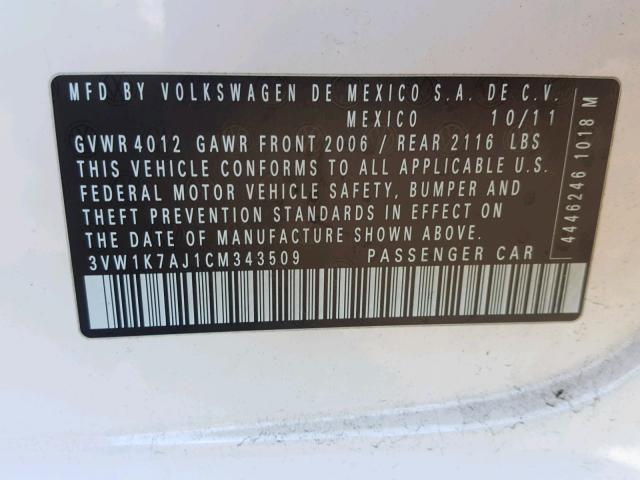 MFD BY VOLKSWAGEN DE MEXICO S.A. DE C.V.
MEXICO 10/11
GVWR 4012 GAWR FRONT 2006 / REAR 2116 LBS
THIS VEHICLE CONFORMS TO ALL APPLICABLE U.S.
FEDERAL MOTOR VEHICLE SAFETY, BUMPER AND
THEFT PREVENTION STANDARDS IN EFFECT ON
THE DATE OF MANUFACTURE SHOWN ABOVE.
3VW1K7AJ1CM343509 PASSENGER CAR
4446246 1018 M